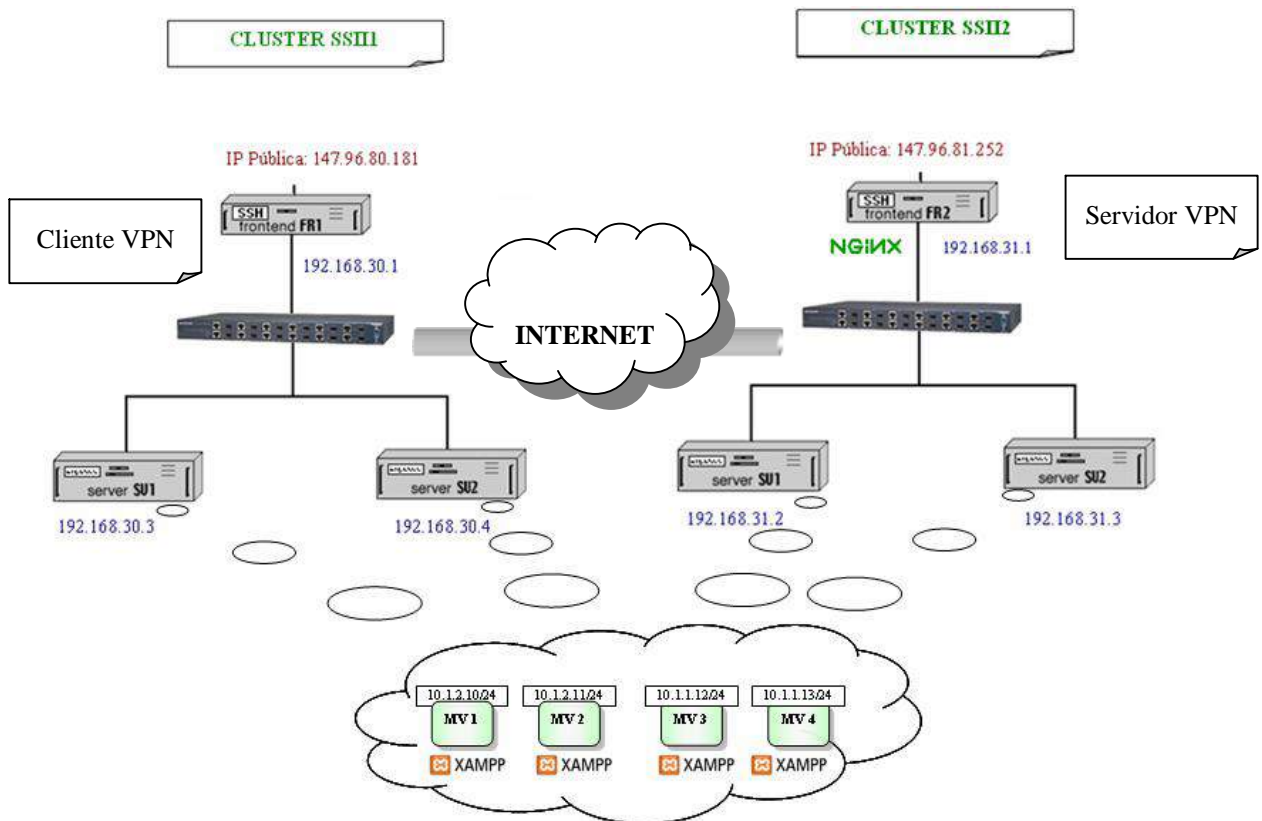 CLUSTER SSII1
CLUSTER SSII2
IP Pública: 147.96.80.181
IP Pública: 147.96.81.252
Cliente VPN
SSH
frontend FR1
SSH
frontend FR2
Servidor VPN
192.168.30.1
NGiNX
192.168.31.1
INTERNET
server SU1
server SU2
server SU1
server SU2
192.168.30.3
192.168.30.4
192.168.31.2
192.168.31.3
10.1.2.10/24
10.1.2.11/24
10.1.1.12/24
10.1.1.13/24
MV 1
MV 2
MV 3
MV 4
XAMPP
XAMPP
XAMPP
XAMPP